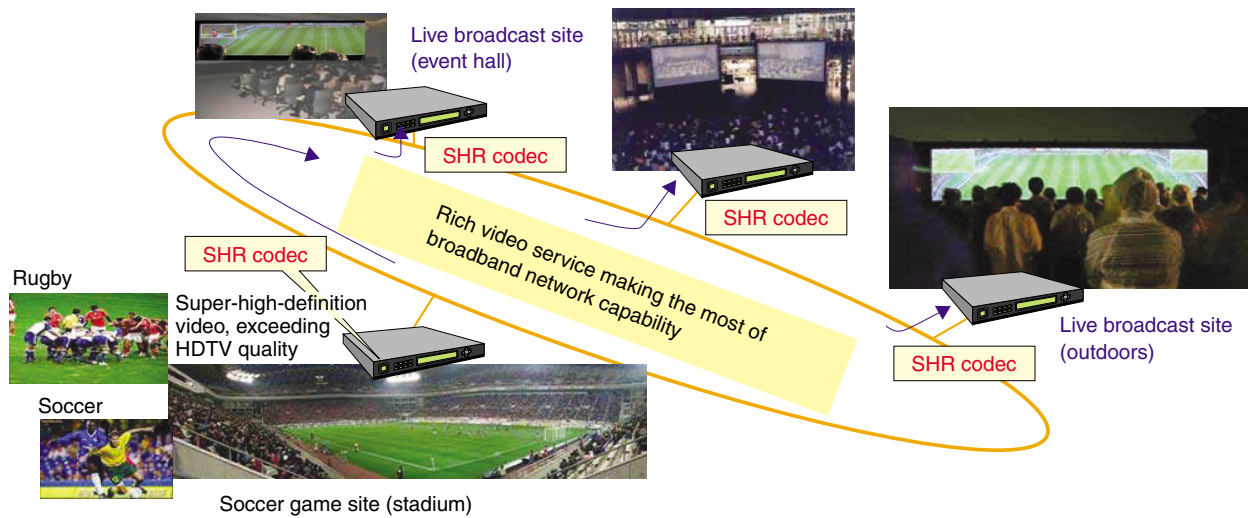 Live broadcast site
(event hall)
SHR codec
SHR codec
Rich video service making the most of
broadband network capability
SHR codec
Rugby
Super-high-definition
video, exceeding
HDTV quality
Live broadcast site
(outdoors)
SHR codec
Soccer
Soccer game site (stadium)